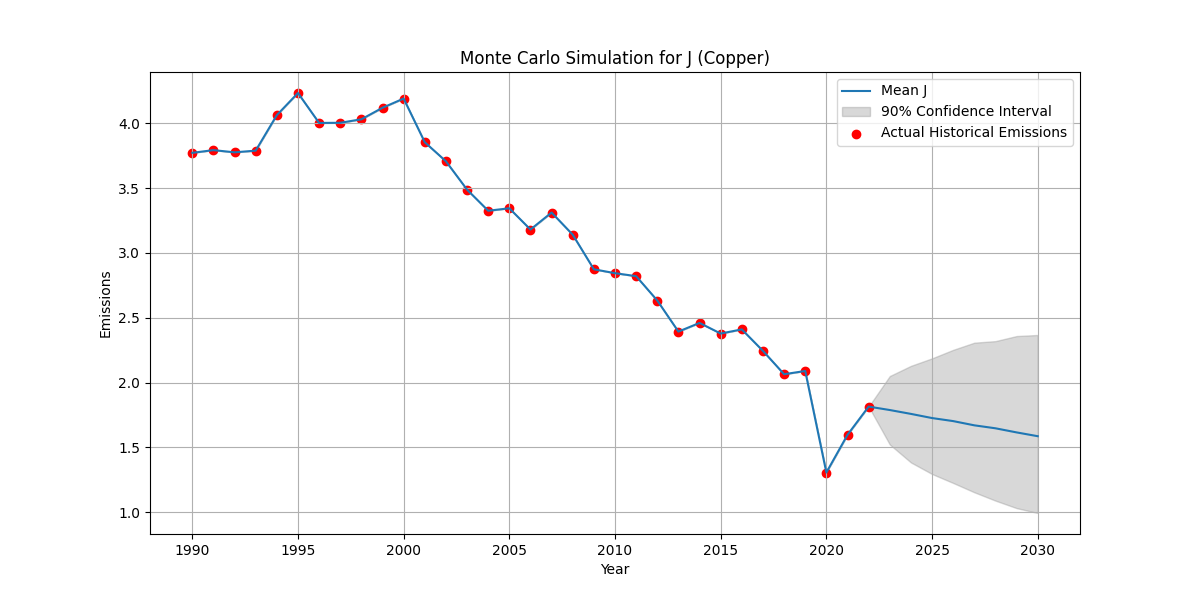 Monte Carlo Simulation for J (Copper)
Mean J
90% Confidence Interval
Actual Historical Emissions
Emissions
4.0
3.5
3.0
2.5
2.0
1.5
1.0
1990 1995 2000 2005 2010 2015 2020 2025 2030
Year